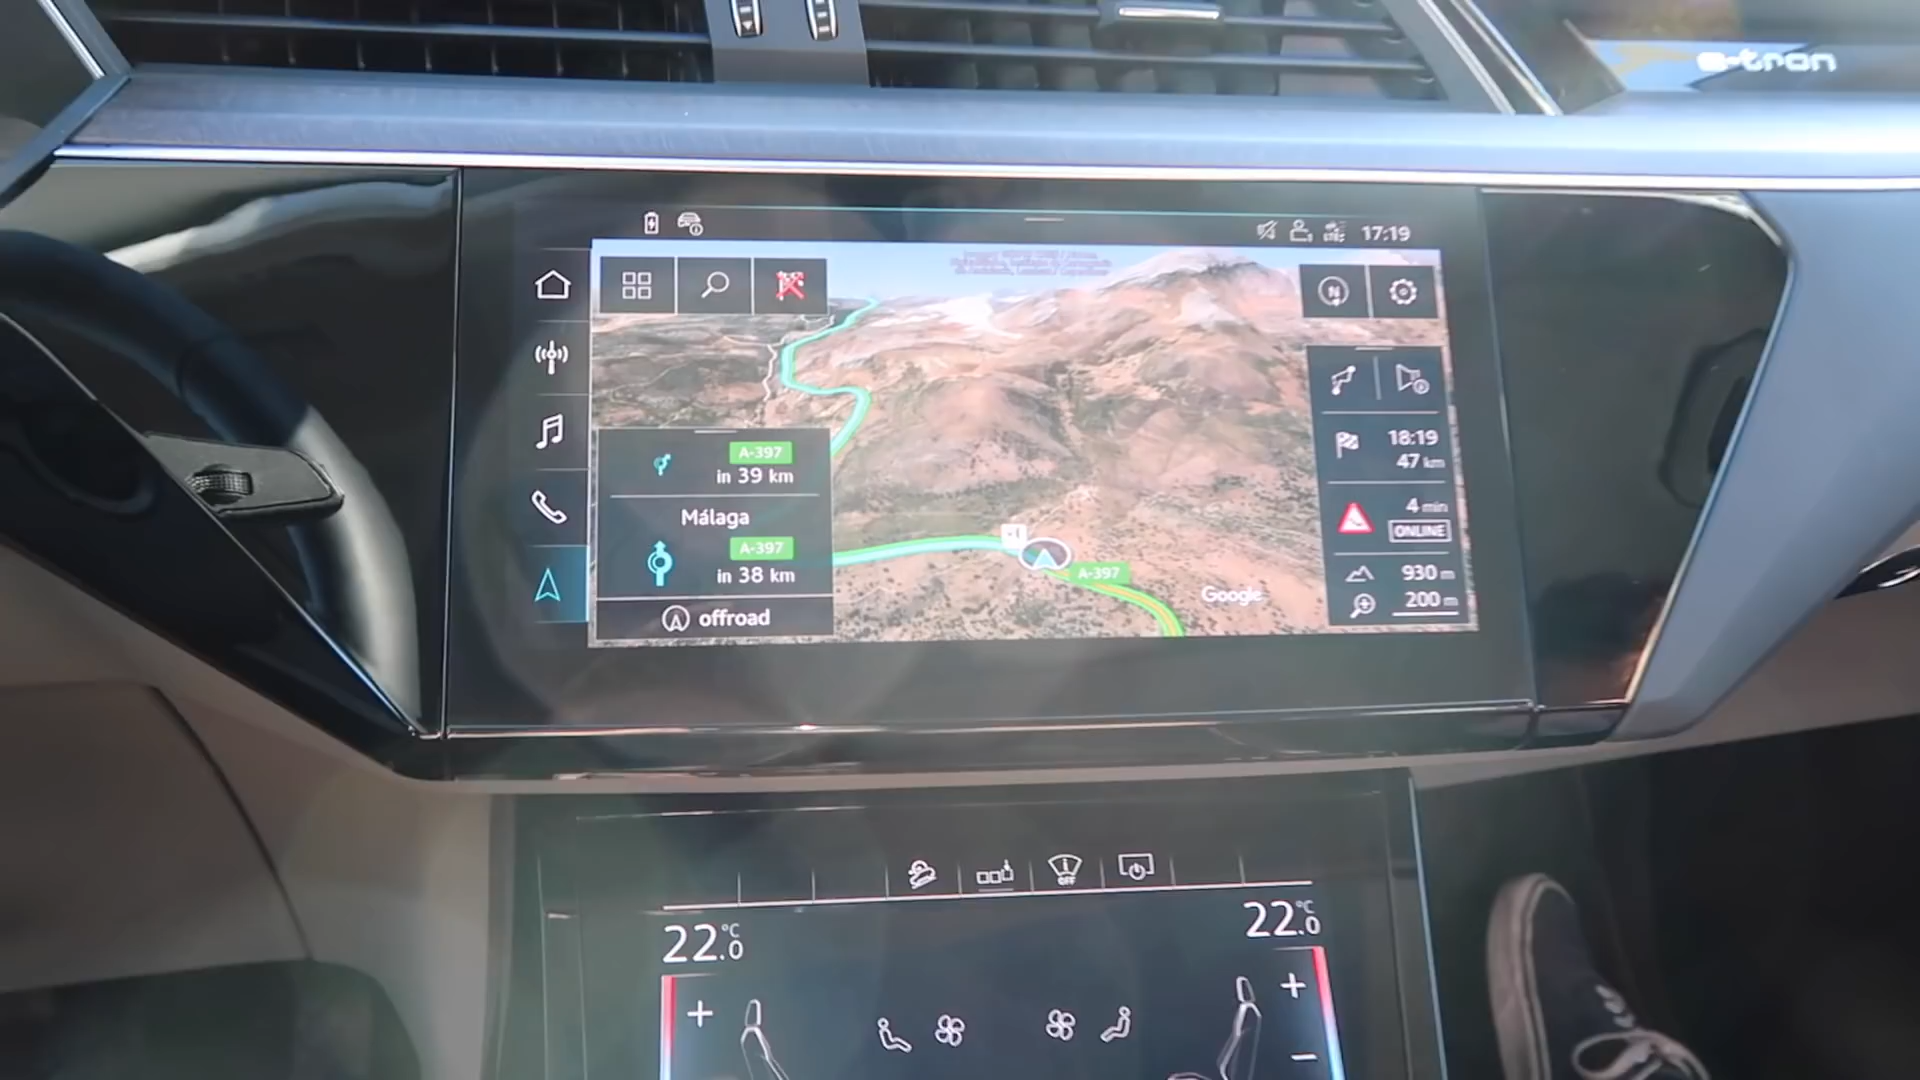 e-tron
17:19
N
A-397
in 39 km
Málaga
A-397
in 38 km
offroad
A-397
Google
18:19
47 km
4 min
ONLINE
930 m
200 m
OFF
22.0 °C
22.0 °C